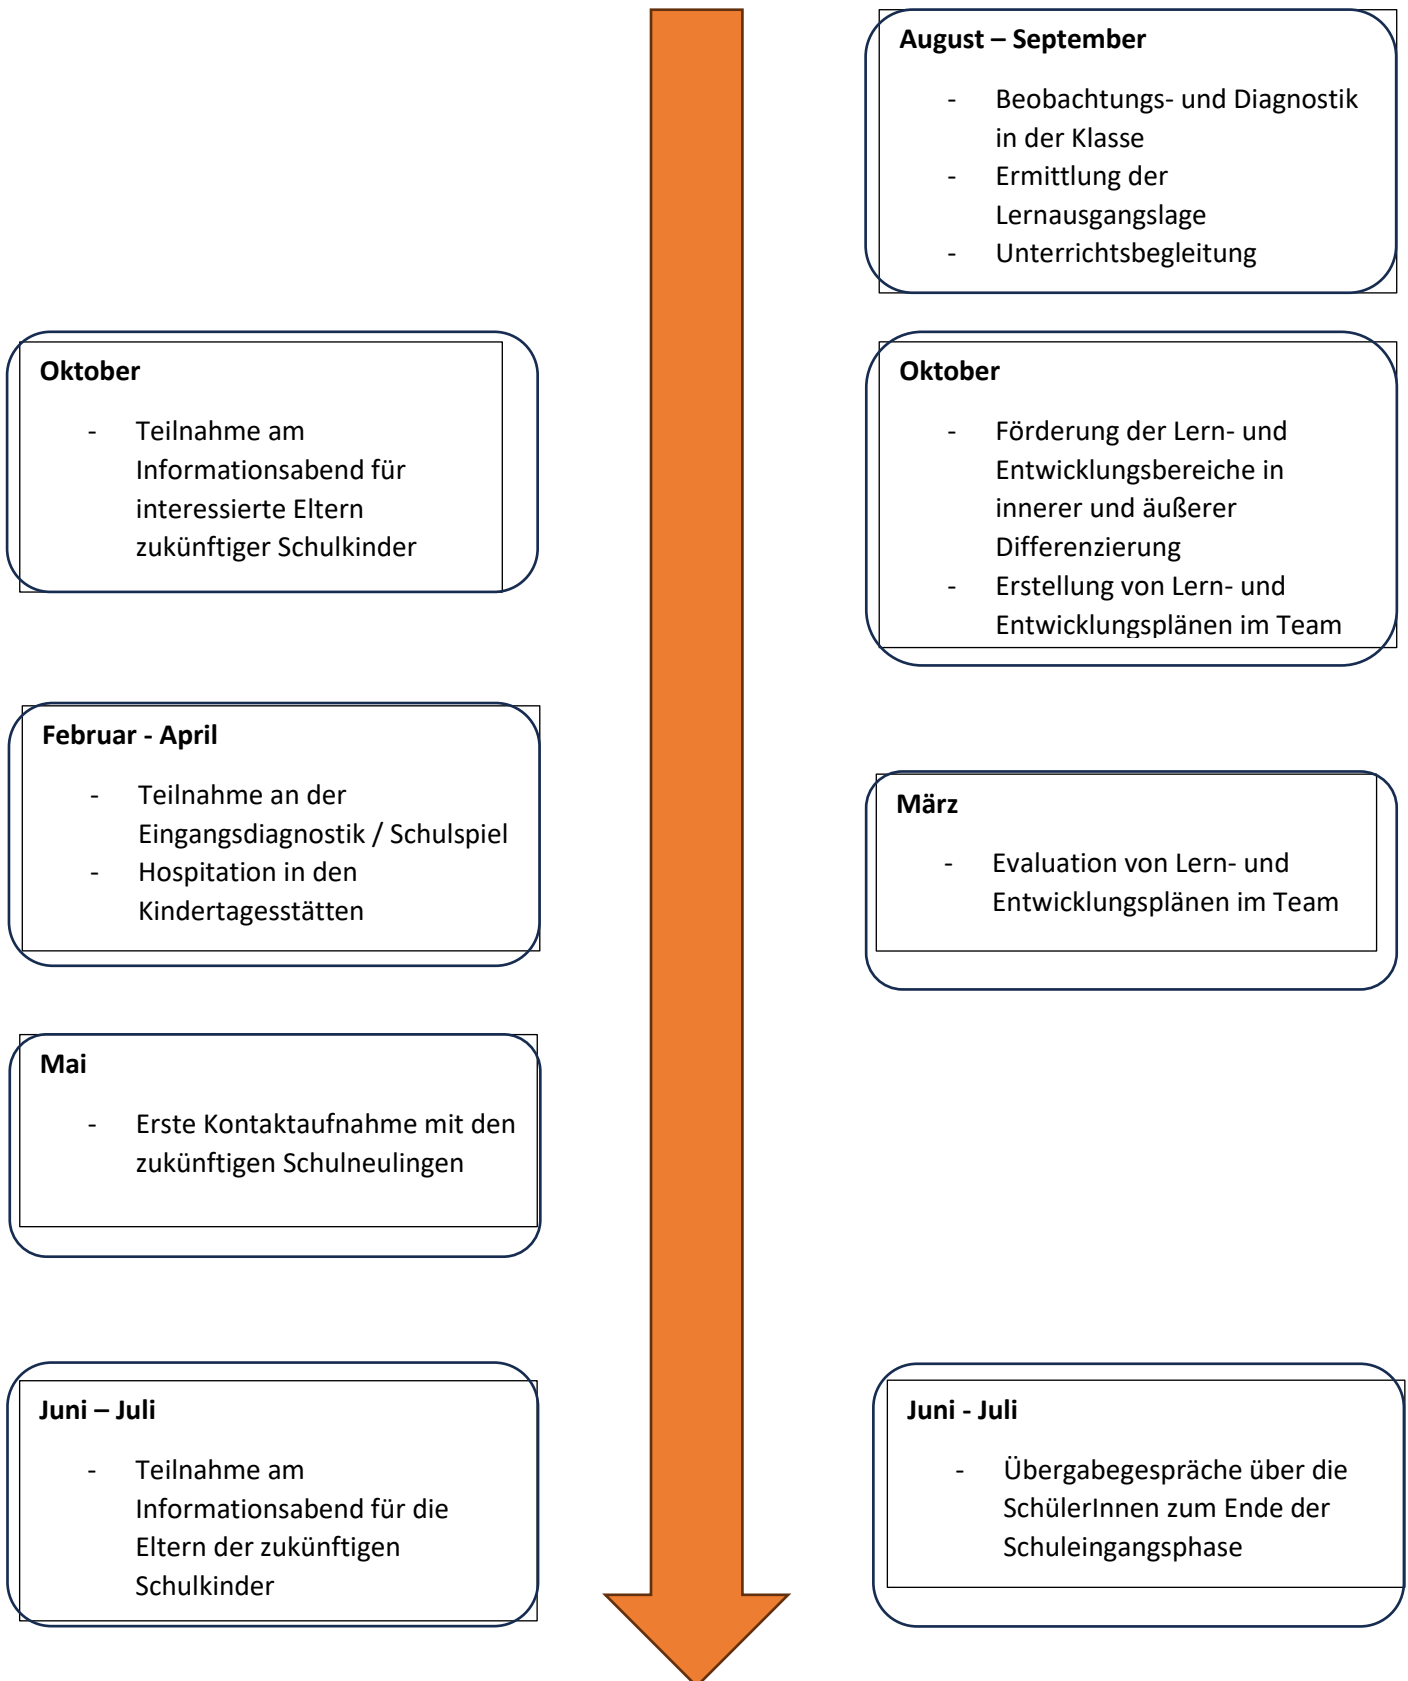 August – September
- Beobachtungs- und Diagnostik
in der Klasse
- Ermittlung der
Lernausgangslage
- Unterrichtsbegleitung
Oktober
- Teilnahme am
Informationsabend für
interessierte Eltern
zukünftiger Schulkinder
Oktober
- Förderung der Lern- und
Entwicklungsbereiche in
innerer und äußerer
Differenzierung
- Erstellung von Lern- und
Entwicklungsplänen im Team
Februar - April
- Teilnahme an der
Eingangsdiagnostik / Schulspiel
- Hospitation in den
Kindertagesstätten
März
- Evaluation von Lern- und
Entwicklungsplänen im Team
Mai
- Erste Kontaktaufnahme mit den
zukünftigen Schulneulingen
Juni – Juli
- Teilnahme am
Informationsabend für die
Eltern der zukünftigen
Schulkinder
Juni - Juli
- Übergabegespräche über die
SchülerInnen zum Ende der
Schuleingangsphase